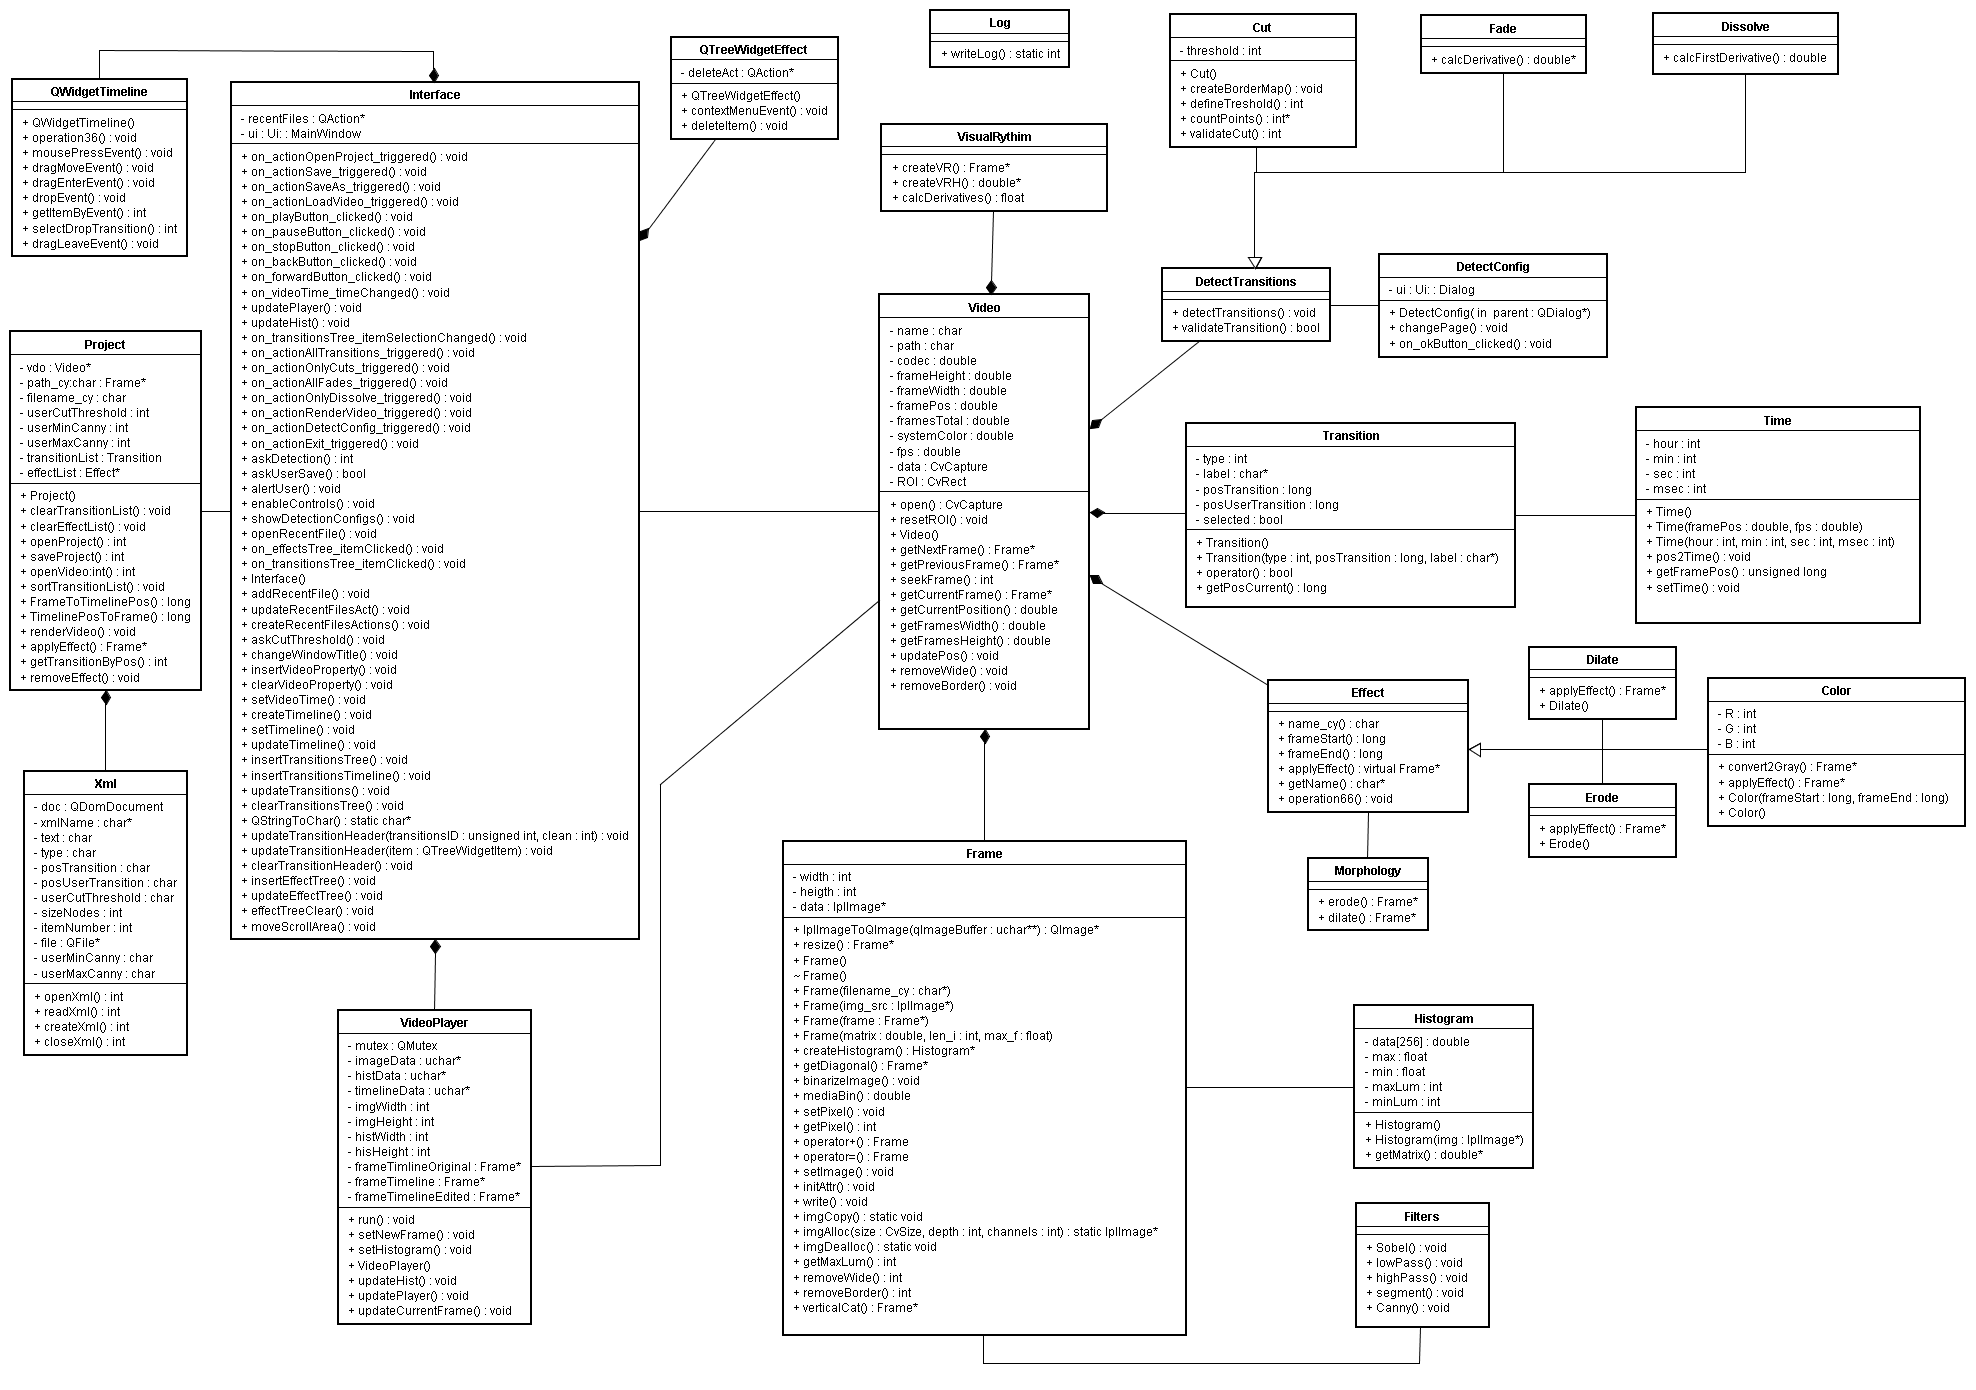 Log
+ writeLog() : static int
Cut
- threshold : int
+ Cut()
+ createBorderMap() : void
+ defineTreshold() : int
+ countPoints() : int*
+ validateCut() : int
Fade
+ calcDerivative() : double*
Dissolve
+ calcFirstDerivative() : double
QTreeWidgetEffect
- deleteAct : QAction*
+ QTreeWidgetEffect()
+ contextMenuEvent() : void
+ deleteItem() : void
QWidgetTimeline
+ QWidgetTimeline()
+ operation36() : void
+ mousePressEvent() : void
+ dragMoveEvent() : void
+ dragEnterEvent() : void
+ dropEvent() : void
+ getItemByEvent() : int
+ selectDropTransition() : int
+ dragLeaveEvent() : void
Interface
- recentFiles : QAction*
- ui : Ui: : MainWindow
+ on_actionOpenProject_triggered() : void
+ on_actionSave_triggered() : void
+ on_actionSaveAs_triggered() : void
+ on_actionLoadVideo_triggered() : void
+ on_playButton_clicked() : void
+ on_pauseButton_clicked() : void
+ on_stopButton_clicked() : void
+ on_backButton_clicked() : void
+ on_forwardButton_clicked() : void
+ on_videoTime_timeChanged() : void
+ updatePlayer() : void
+ updateHist() : void
+ on_transitionsTree_itemSelectionChanged() : void
+ on_actionAllTransitions_triggered() : void
+ on_actionOnlyCuts_triggered() : void
+ on_actionAllFades_triggered() : void
+ on_actionOnlyDissolve_triggered() : void
+ on_actionRenderVideo_triggered() : void
+ on_actionDetectConfig_triggered() : void
+ on_actionExit_triggered() : void
+ askDetection() : int
+ askUserSave() : bool
+ alertUser() : void
+ enableControls() : void
+ showDetectionConfigs() : void
+ openRecentFile() : void
+ on_effectsTree_itemClicked() : void
+ on_transitionsTree_itemClicked() : void
+ Interface()
+ addRecentFile() : void
+ updateRecentFilesAct() : void
+ createRecentFilesActions() : void
+ askCutThreshold() : void
+ changeWindowTitle() : void
+ insertVideoProperty() : void
+ clearVideoProperty() : void
+ setVideoTime() : void
+ createTimeline() : void
+ setTimeline() : void
+ updateTimeline() : void
+ insertTransitionsTree() : void
+ insertTransitionsTimeline() : void
+ updateTransitions() : void
+ clearTransitionsTree() : void
+ QStringToChar() : static char*
+ updateTransitionHeader(transitionsID : unsigned int, clean : int) : void
+ updateTransitionHeader(item : QTreeWidgetItem) : void
+ clearTransitionHeader() : void
+ insertEffectTree() : void
+ updateEffectTree() : void
+ effectTreeClear() : void
+ moveScrollArea() : void
VisualRythim
+ createVR() : Frame*
+ createVRH() : double*
+ calcDerivatives() : float
DetectTransitions
+ detectTransitions() : void
+ validateTransition() : bool
DetectConfig
- ui : Ui: : Dialog
+ DetectConfig( in parent : QDialog*)
+ changePage() : void
+ on_okButton_clicked() : void
Video
- name : char
- path : char
- codec : double
- frameHeight : double
- frameWidth : double
- framePos : double
- framesTotal : double
- systemColor : double
- fps : double
- data : CvCapture
- ROI : CvRect
+ open() : CvCapture
+ resetROI() : void
+ Video()
+ getNextFrame() : Frame*
+ getPreviousFrame() : Frame*
+ seekFrame() : int
+ getCurrentFrame() : Frame*
+ getCurrentPosition() : double
+ getFramesWidth() : double
+ getFramesHeight() : double
+ updatePos() : void
+ removeWide() : void
+ removeBorder() : void
Project
- vdo : Video*
- path_cy:char : Frame*
- filename_cy : char
- userCutThreshold : int
- userMinCanny : int
- userMaxCanny : int
- transitionList : Transition
- effectList : Effect*
+ Project()
+ clearTransitionList() : void
+ clearEffectList() : void
+ openProject() : int
+ saveProject() : int
+ openVideo:int() : int
+ sortTransitionList() : void
+ FrameToTimelinePos() : long
+ TimelinePosToFrame() : long
+ renderVideo() : void
+ applyEffect() : Frame*
+ getTransitionByPos() : int
+ removeEffect() : void
Transition
- type : int
- label : char*
- posTransition : long
- posUserTransition : long
- selected : bool
+ Transition()
+ Transition(type : int, posTransition : long, label : char*)
+ operator() : bool
+ getPosCurrent() : long
Time
- hour : int
- min : int
- sec : int
- msec : int
+ Time()
+ Time(framePos : double, fps : double)
+ Time(hour : int, min : int, sec : int, msec : int)
+ pos2Time() : void
+ getFramePos() : unsigned long
+ setTime() : void
Dilate
+ applyEffect() : Frame*
+ Dilate()
Effect
+ name_cy() : char
+ frameStart() : long
+ frameEnd() : long
+ applyEffect() : virtual Frame*
+ getName() : char*
+ operation66() : void
Color
- R : int
- G : int
- B : int
+ convert2Gray() : Frame*
+ applyEffect() : Frame*
+ Color(frameStart : long, frameEnd : long)
+ Color()
Erode
+ applyEffect() : Frame*
+ Erode()
Morphology
+ erode() : Frame*
+ dilate() : Frame*
Xml
- doc : QDomDocument
- xmlName : char*
- text : char
- type : char
- posTransition : char
- posUserTransition : char
- userCutThreshold : char
- sizeNodes : int
- itemNumber : int
- file : QFile*
- userMinCanny : char
- userMaxCanny : char
+ openXml() : int
+ readXml() : int
+ createXml() : int
+ closeXml() : int
Frame
- width : int
- heigth : int
- data : IplImage*
+ IplImageToQImage(qImageBuffer : uchar**) : QImage*
+ resize() : Frame*
+ Frame()
~ Frame()
+ Frame(filename_cy : char*)
+ Frame(img_src : IplImage*)
+ Frame(frame : Frame*)
+ Frame(matrix : double, len_i : int, max_f : float)
+ createHistogram() : Histogram*
+ getDiagonal() : Frame*
+ binarizeImage() : void
+ mediaBin() : double
+ setPixel() : void
+ getPixel() : int
+ operator+() : Frame
+ operator=() : Frame
+ setImage() : void
+ initAttr() : void
+ write() : void
+ imgCopy() : static void
+ imgAlloc(size : CvSize, depth : int, channels : int) : static IplImage*
+ imgDealloc() : static void
+ getMaxLum() : int
+ removeWide() : int
+ removeBorder() : int
+ verticalCat() : Frame*
VideoPlayer
- mutex : QMutex
- imageData : uchar*
- histData : uchar*
- timelineData : uchar*
- imgWidth : int
- imgHeight : int
- histWidth : int
- hisHeight : int
- frameTimlineOriginal : Frame*
- frameTimeline : Frame*
- frameTimelineEdited : Frame*
+ run() : void
+ setNewFrame() : void
+ setHistogram() : void
+ VideoPlayer()
+ updateHist() : void
+ updatePlayer() : void
+ updateCurrentFrame() : void
Histogram
- data[256] : double
- max : float
- min : float
- maxLum : int
- minLum : int
+ Histogram()
+ Histogram(img : IplImage*)
+ getMatrix() : double*
Filters
+ Sobel() : void
+ lowPass() : void
+ highPass() : void
+ segment() : void
+ Canny() : void